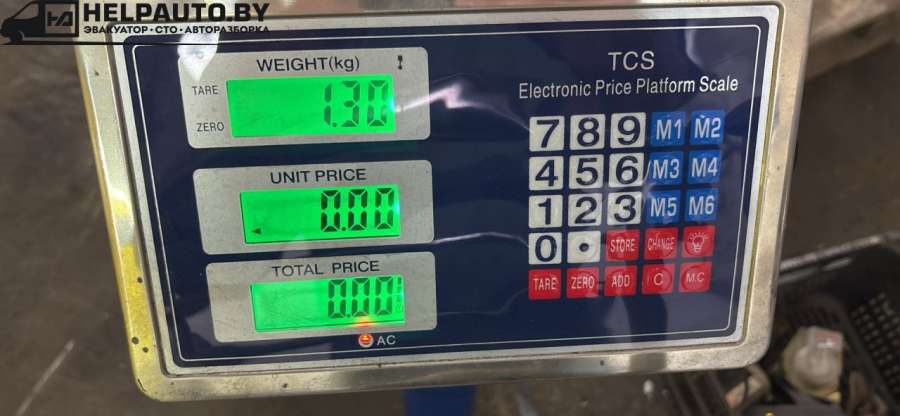 HELPAUTO.BY
ЭВАКУАТОР · СТО · АВТОРАЗБОРКА
WEIGHT(kg)
TARE
ZERO
1.30
UNIT PRICE
0.00
TOTAL PRICE
0.00
AC
TCS
Electronic Price Platform Scale
7 8 9 M1 M2
4 5 6 M3 M4
1 2 3 M5 M6
0 • STORE CHANGE
TARE ZERO ADD C M.C